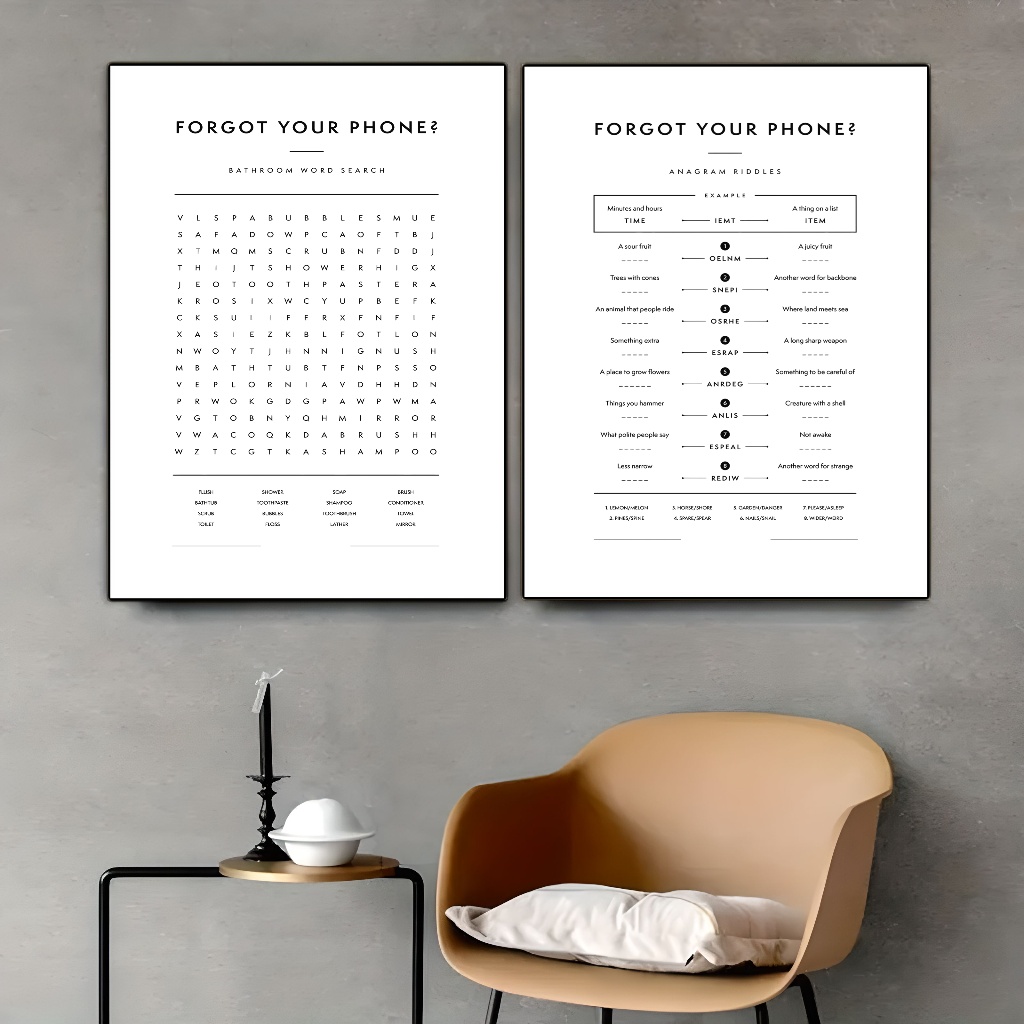 FORGOT YOUR PHONE?
BATHROOM WORD SEARCH
V L S P A B U B B L E S M U E
S A F A D O W P C A O F T B J
X T M Q M S C R U B N F D D J
T H I J T S H O W E R H I G X
J E O T O O T H P A S T E R A
K R O S I X W C Y U P B E F K
C K S U I I F F R X F N F I F
X A S I E Z K B L F O T L O N
N W O Y T J H N N I G N U S H
M B A T H T U B T F N P S S O
V E P L O R N I A V D H H D N
P R W O K G D G P A W P W M A
V G T O B N Y Q H M I R R O R
V W A C O Q K D A B R U S H H
W Z T C G T K A S H A M P O O
FLUSH SHOWER SOAP BRUSH
BATHTUB TOOTHPASTE SHAMPOO CONDITIONER
SCRUB BUBBLES TOOTHBRUSH TOWEL
TOILET FLOSS LATHER MIRROR
FORGOT YOUR PHONE?
ANAGRAM RIDDLES
EXAMPLE
Minutes and hours A thing on a list
TIME IEMT ITEM
A sour fruit 1 A juicy fruit
_____ OELNM _____
Trees with cones 2 Another word for backbone
_____ SNEPI _____
An animal that people ride 3 Where land meets sea
_____ OSRHE _____
Something extra 4 A long sharp weapon
_____ ESRAP _____
A place to grow flowers 5 Something to be careful of
______ ANRDEG ______
Things you hammer 6 Creature with a shell
_____ ANLIS _____
What polite people say 7 Not awake
______ ESPEAL ______
Less narrow 8 Another word for strange
_____ REDIW _____
1. LEMON/MELON 3. HORSE/SHORE 5. GARDEN/DANGER 7. PLEASE/ASLEEP
2. PINES/SPINE 4. SPARE/SPEAR 6. NAILS/SNAIL 8. WIDER/WEIRD